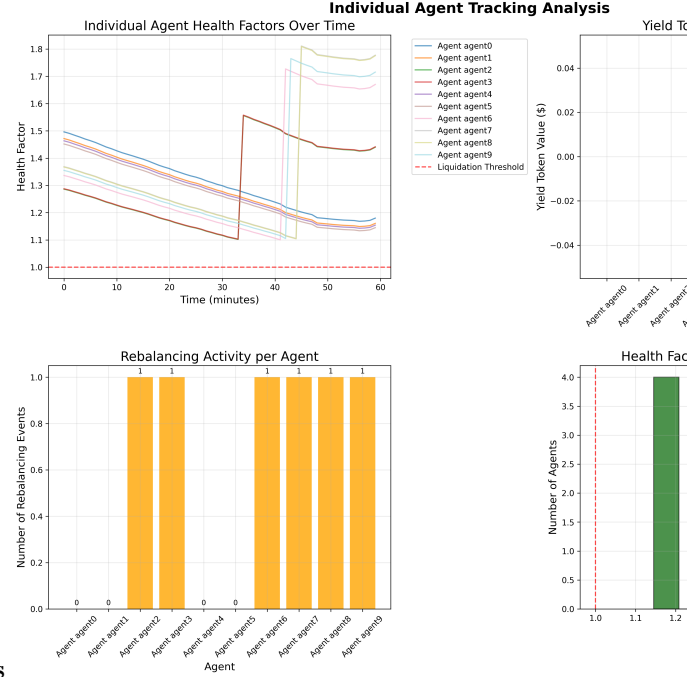 Individual Agent Tracking Analysis
Individual Agent Health Factors Over Time
Health Factor
1.8
1.7
1.6
1.5
1.4
1.3
1.2
1.1
1.0
0 10 20 30 40 50 60
Time (minutes)
Agent agent0
Agent agent1
Agent agent2
Agent agent3
Agent agent4
Agent agent5
Agent agent6
Agent agent7
Agent agent8
Agent agent9
Liquidation Threshold
Yield To
Yield Token Value ($)
0.04
0.02
0.00
−0.02
−0.04
Agent agent0
Agent agent1
Agent agent
Rebalancing Activity per Agent
Number of Rebalancing Events
1.0
0.8
0.6
0.4
0.2
0.0
0 0 1 1 0 0 1 1 1 1
Agent agent0
Agent agent1
Agent agent2
Agent agent3
Agent agent4
Agent agent5
Agent agent6
Agent agent7
Agent agent8
Agent agent9
Agent
Health Fac
Number of Agents
4.0
3.5
3.0
2.5
2.0
1.5
1.0
0.5
0.0
1.0 1.1 1.2
s